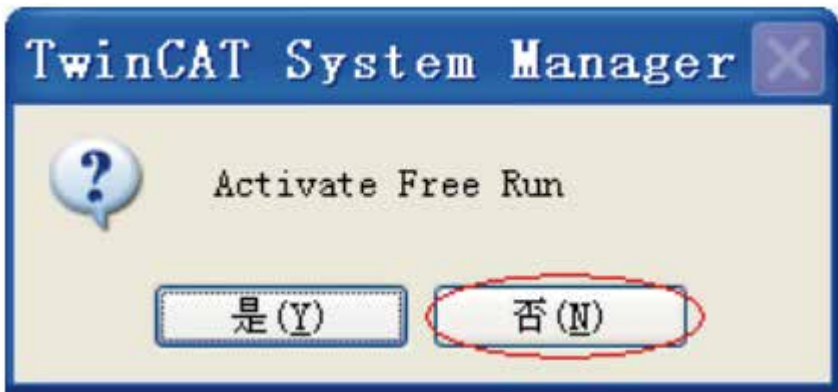 TwinCAT System Manager
Activate Free Run
是(Y) 否(N)